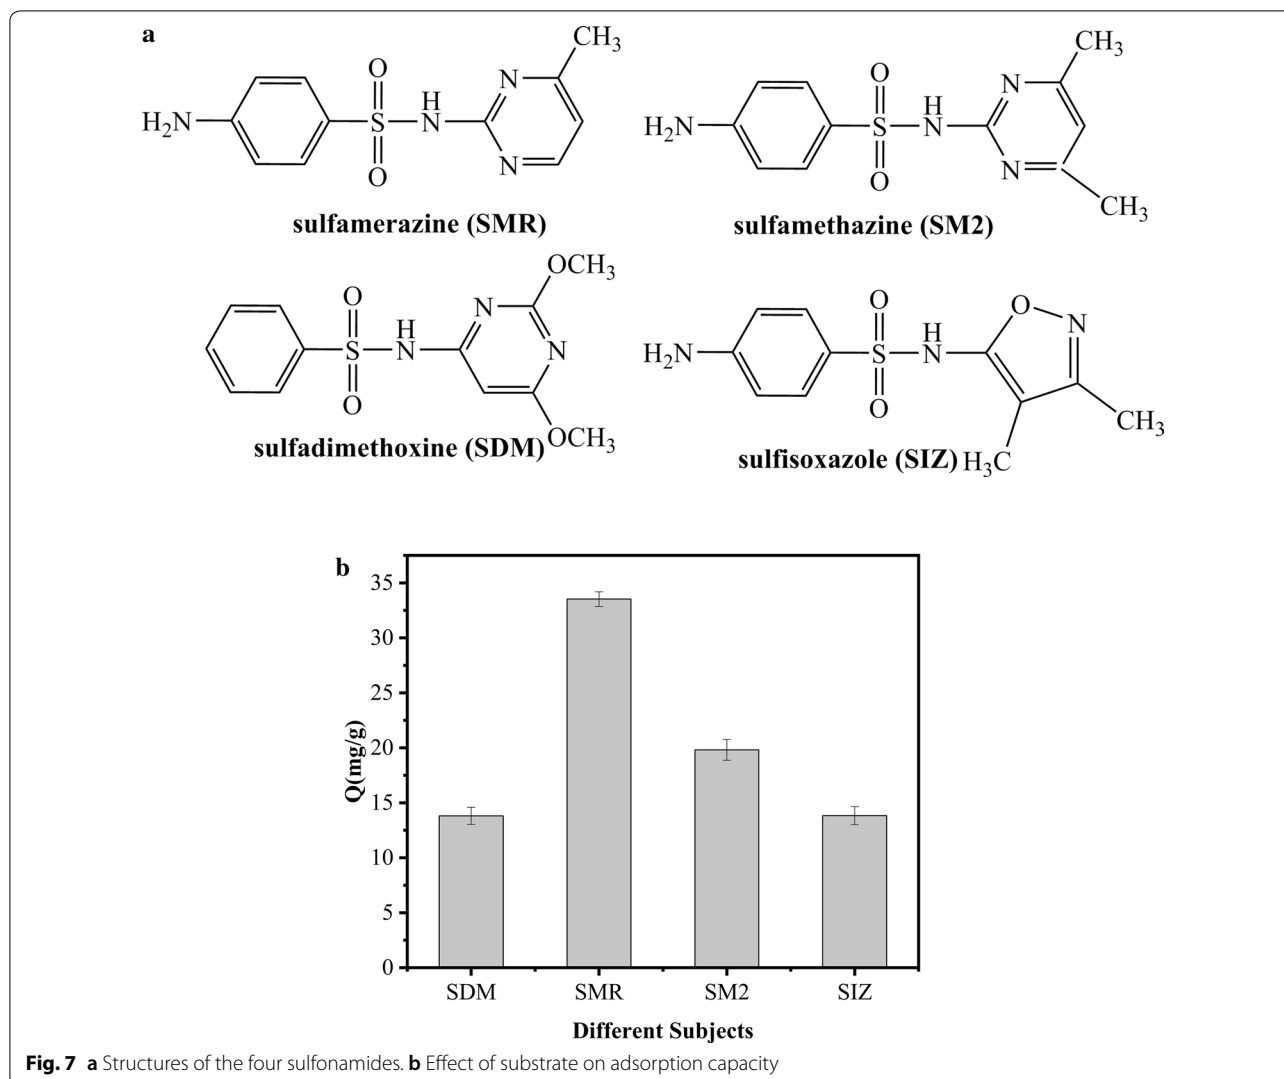 a
CH3
O
N
H2N
S
H
N
N
O
sulfamerazine (SMR)
CH3
O
N
H2N
S
H
N
N
O
CH3
sulfamethazine (SM2)
OCH3
O
N
S
H
N
N
O
OCH3
sulfadimethoxine (SDM)
O
O
N
H2N
S
H
N
O
CH3
H3C
sulfisoxazole (SIZ)
b
Q(mg/g)
35
30
25
20
15
10
5
0
SDM SMR SM2 SIZ
Different Subjects
Fig. 7 a Structures of the four sulfonamides. b Effect of substrate on adsorption capacity